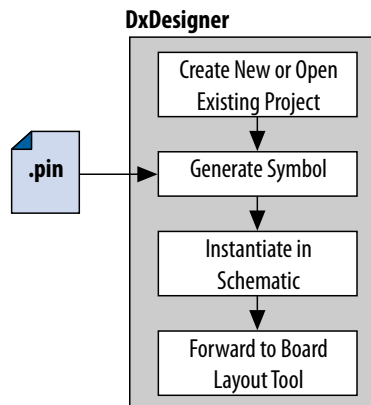 DxDesigner
Create New or Open
Existing Project
.pin
Generate Symbol
Instantiate in
Schematic
Forward to Board
Layout Tool